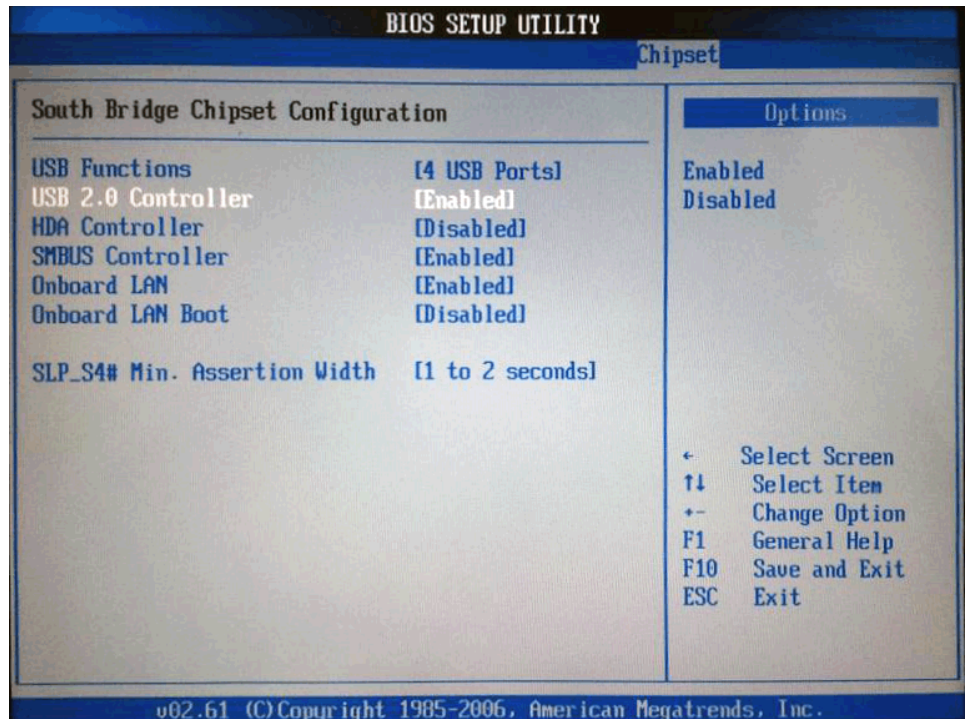 BIOS SETUP UTILITY
Chipset
South Bridge Chipset Configuration
USB Functions [4 USB Ports]
USB 2.0 Controller [Enabled]
HDA Controller [Disabled]
SMBUS Controller [Enabled]
Onboard LAN [Enabled]
Onboard LAN Boot [Disabled]
SLP_S4# Min. Assertion Width [1 to 2 seconds]
Options
Enabled
Disabled
← Select Screen
↑↓ Select Item
+- Change Option
F1 General Help
F10 Save and Exit
ESC Exit
v02.61 (C)Copyright 1985-2006, American Megatrends, Inc.